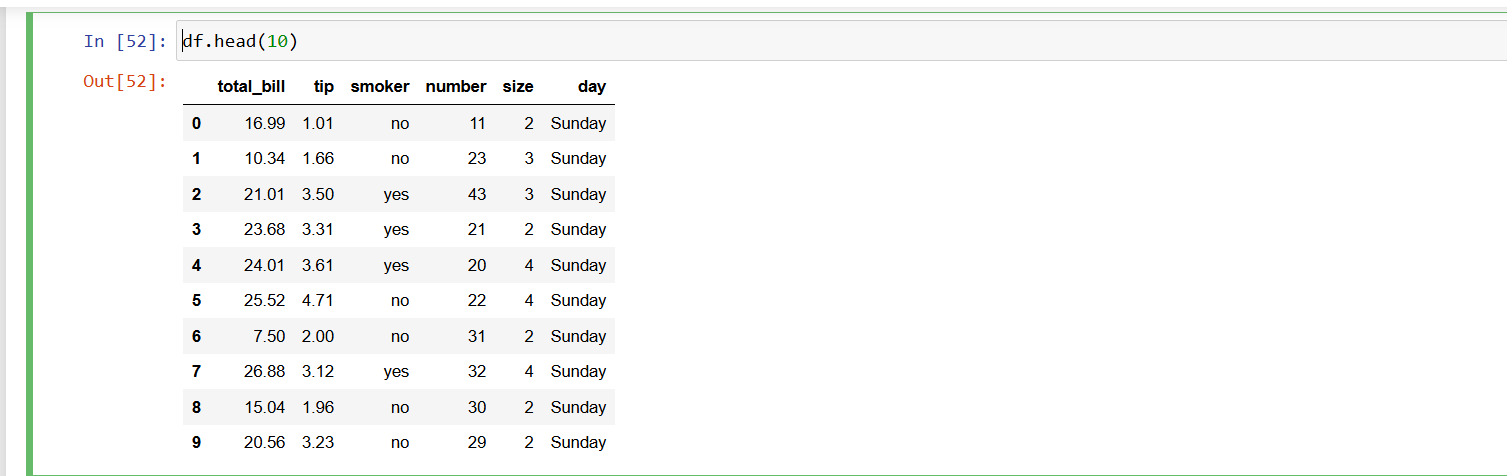 In [52]: df.head(10)
Out[52]:
total_bill tip smoker number size day
0 16.99 1.01 no 11 2 Sunday
1 10.34 1.66 no 23 3 Sunday
2 21.01 3.50 yes 43 3 Sunday
3 23.68 3.31 yes 21 2 Sunday
4 24.01 3.61 yes 20 4 Sunday
5 25.52 4.71 no 22 4 Sunday
6 7.50 2.00 no 31 2 Sunday
7 26.88 3.12 yes 32 4 Sunday
8 15.04 1.96 no 30 2 Sunday
9 20.56 3.23 no 29 2 Sunday